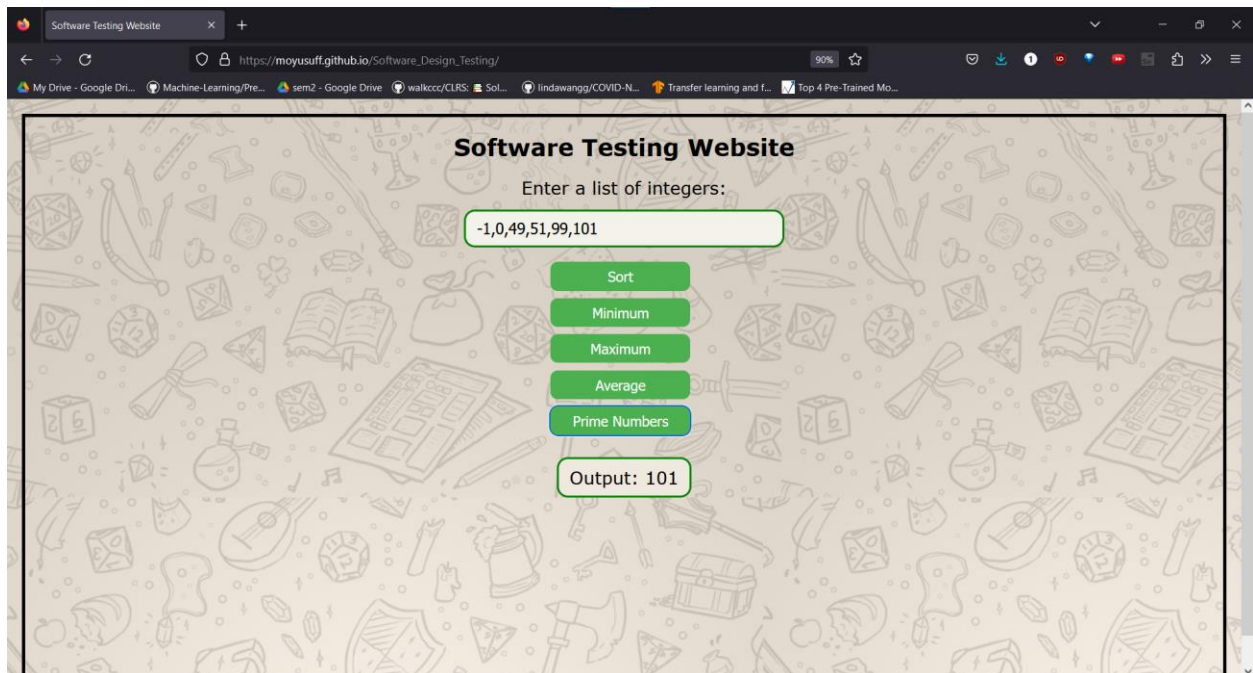 Software Testing Website
https://moyusuff.github.io/Software_Design_Testing/
90%
My Drive - Google Dri... Machine-Learning/Pre... sem2 - Google Drive walkccc/CLRS: Sol... lindawangg/COVID-N... Transfer learning and f... Top 4 Pre-Trained Mo...
Software Testing Website
Enter a list of integers:
-1,0,49,51,99,101
Sort
Minimum
Maximum
Average
Prime Numbers
Output: 101